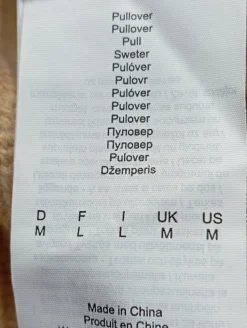 Pullover
Pullover
Pull
Sweter
Pulóver
Pulovr
Pulóver
Pulover
Pulover
Пуловер
Пуловер
Pulover
Džemperis
D F I UK US
M L L M M
Made in China
Produit en Chine